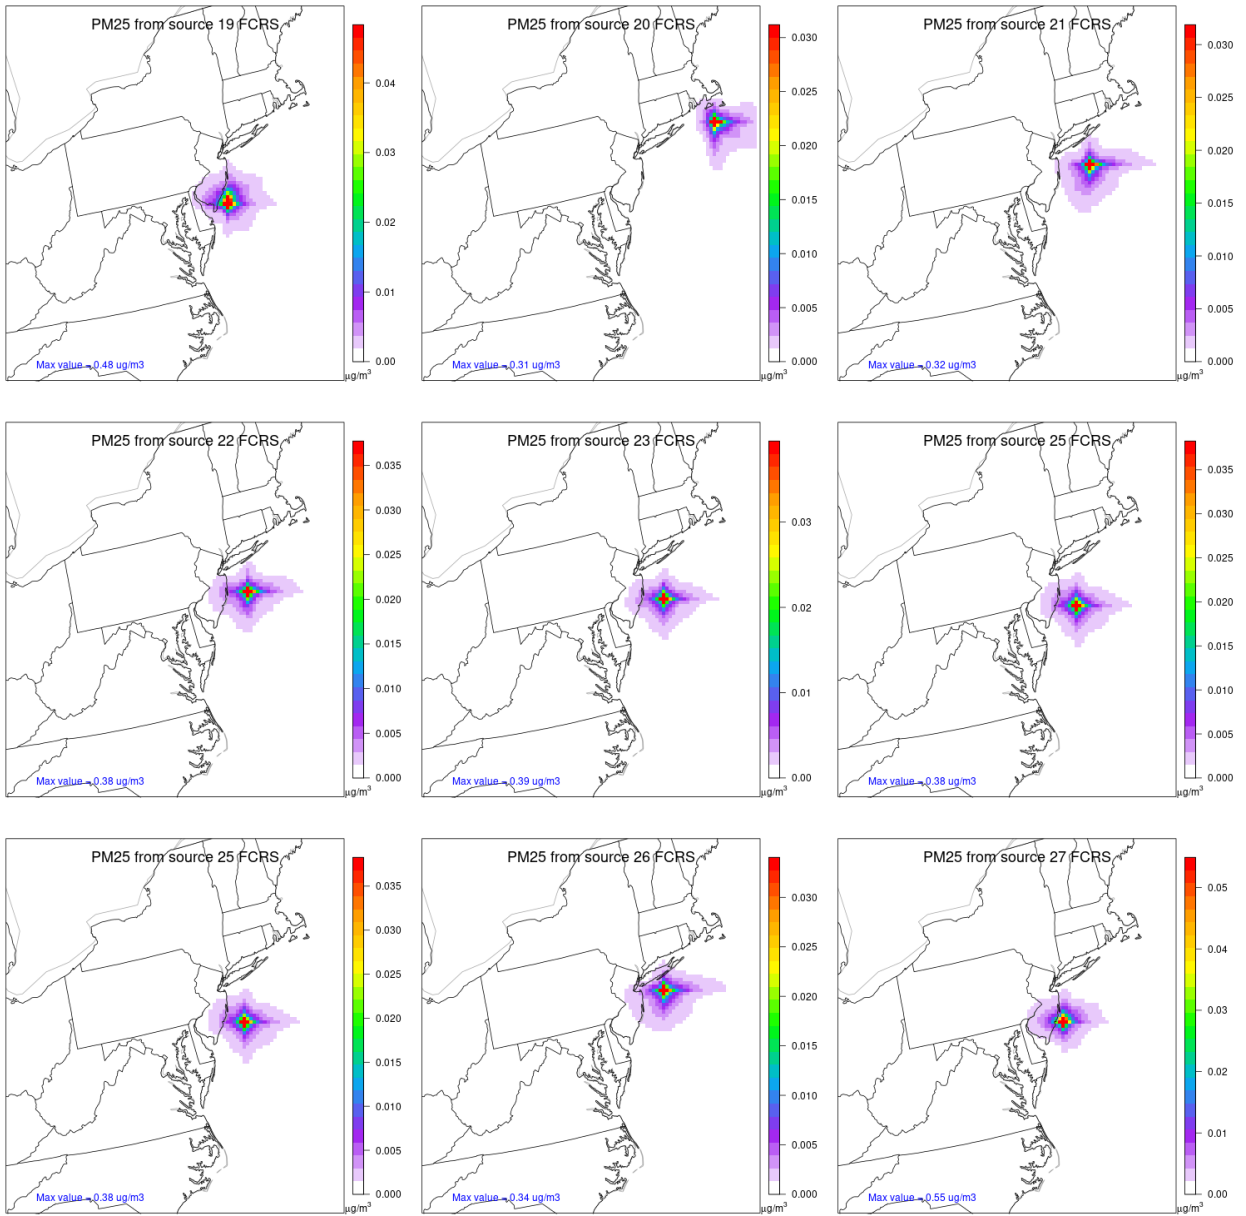 PM25 from source 19 FCRS
0.04
0.03
0.02
0.01
0.00
Max value = 0.48 ug/m3
μg/m3
PM25 from source 20 FCRS
0.030
0.025
0.020
0.015
0.010
0.005
0.000
Max value = 0.31 ug/m3
μg/m3
PM25 from source 21 FCRS
0.030
0.025
0.020
0.015
0.010
0.005
0.000
Max value = 0.32 ug/m3
μg/m3
PM25 from source 22 FCRS
0.035
0.030
0.025
0.020
0.015
0.010
0.005
0.000
Max value = 0.38 ug/m3
μg/m3
PM25 from source 23 FCRS
0.03
0.02
0.01
0.00
Max value = 0.39 ug/m3
μg/m3
PM25 from source 25 FCRS
0.035
0.030
0.025
0.020
0.015
0.010
0.005
0.000
Max value = 0.38 ug/m3
μg/m3
PM25 from source 25 FCRS
0.035
0.030
0.025
0.020
0.015
0.010
0.005
0.000
Max value = 0.38 ug/m3
μg/m3
PM25 from source 26 FCRS
0.030
0.025
0.020
0.015
0.010
0.005
0.000
Max value = 0.34 ug/m3
μg/m3
PM25 from source 27 FCRS
0.05
0.04
0.03
0.02
0.01
0.00
Max value = 0.55 ug/m3
μg/m3